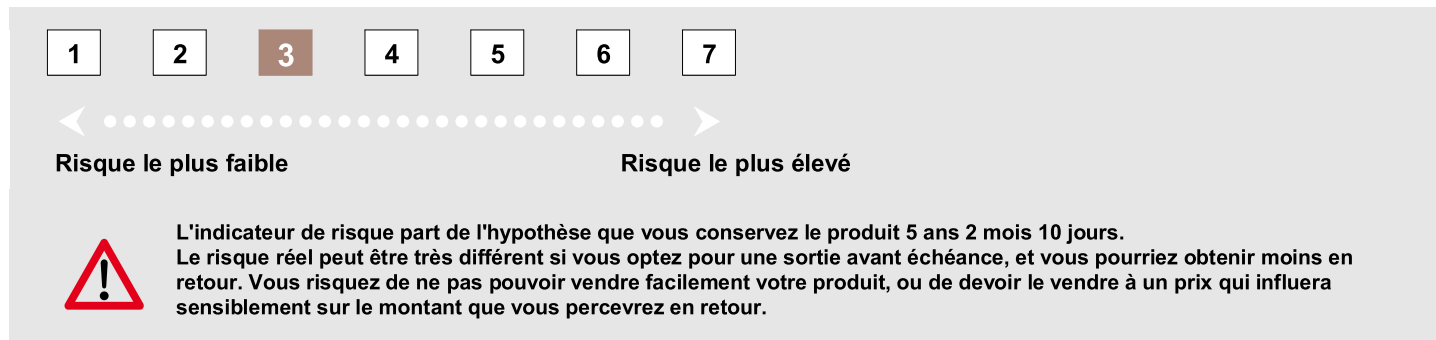 1 2 3 4 5 6 7
Risque le plus faible Risque le plus élevé
L'indicateur de risque part de l'hypothèse que vous conservez le produit 5 ans 2 mois 10 jours.
Le risque réel peut être très différent si vous optez pour une sortie avant échéance, et vous pourriez obtenir moins en
retour. Vous risquez de ne pas pouvoir vendre facilement votre produit, ou de devoir le vendre à un prix qui influera
sensiblement sur le montant que vous percevrez en retour.